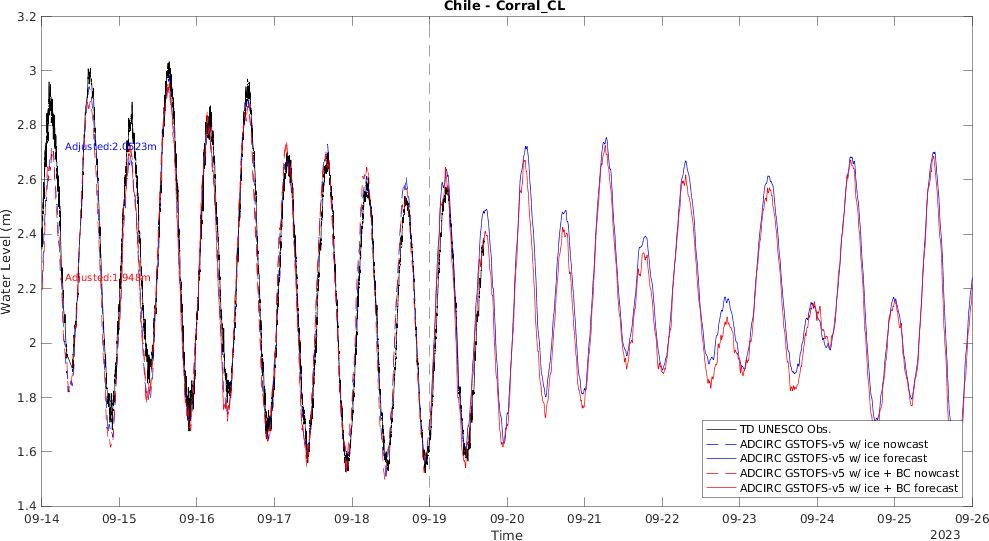 Chile - Corral_CL
3.2
3
2.8
2.6
2.4
2.2
2
1.8
1.6
1.4
Water Level (m)
Adjusted:2.0523m
Adjusted:1.948m
TD UNESCO Obs.
ADCIRC GSTOFS-v5 w/ ice nowcast
ADCIRC GSTOFS-v5 w/ ice forecast
ADCIRC GSTOFS-v5 w/ ice + BC nowcast
ADCIRC GSTOFS-v5 w/ ice + BC forecast
09-14 09-15 09-16 09-17 09-18 09-19 09-20 09-21 09-22 09-23 09-24 09-25 09-26
Time
2023